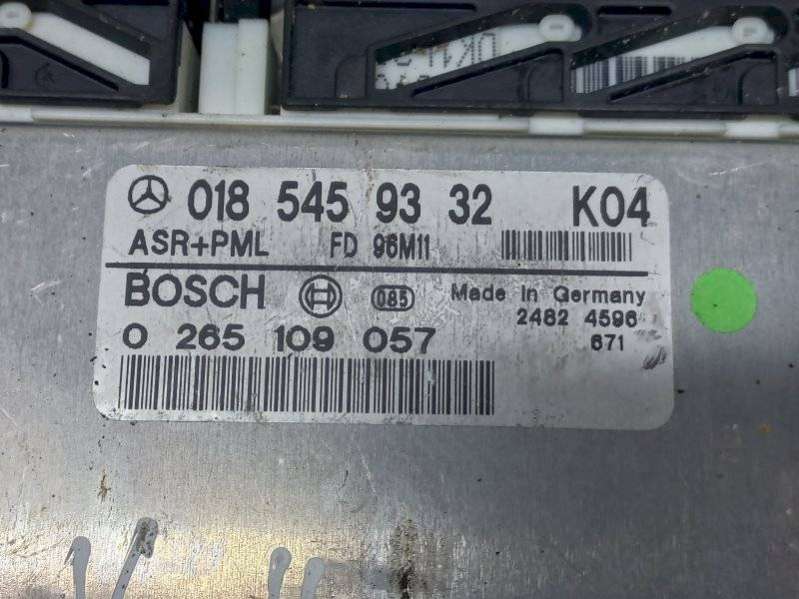 018 545 93 32 K04
ASR+PML FD 96M11
BOSCH 085 Made in Germany
2482 4596
0 265 109 057 671